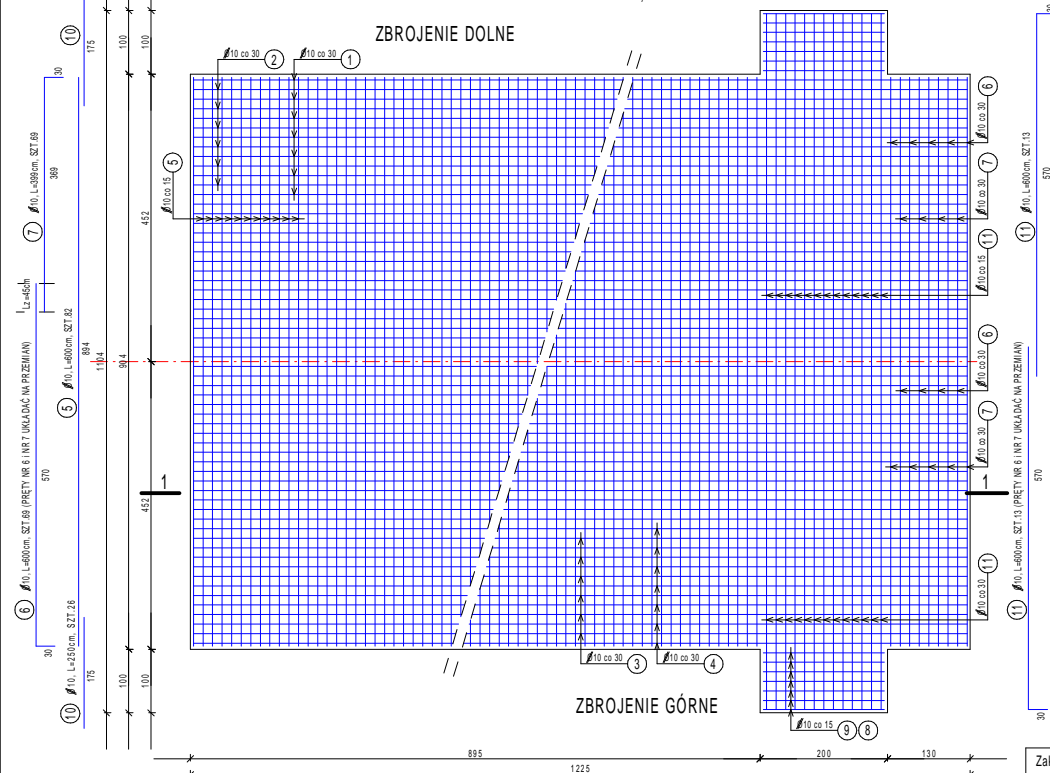 ZBROJENIE DOLNE
Ø10 co 30 2
Ø10 co 30 1
Ø10 co 15 5
10
175
100
100
30
7 Ø10, L=399cm, SZT.69
369
452
Lz=45cm
5 Ø10, L=600cm, SZT.82
894
1104
904
6 Ø10, L=600cm, SZT.69 (PRĘTY NR 6 i NR 7 UKŁADAĆ NA PRZEMIAN)
570
452
1
30
10 Ø10, L=250cm, SZT.26
175
100
100
Ø10 co 30 6
Ø10 co 30 7
Ø10 co 15 11
Ø10 co 30 6
Ø10 co 30 7
1
Ø10 co 30 11
30
570
11 Ø10, L=600cm, SZT.13
11 Ø10, L=600cm, SZT.13 (PRĘTY NR 6 i NR 7 UKŁADAĆ NA PRZEMIAN)
570
30
Ø10 co 30 3
Ø10 co 30 4
ZBROJENIE GÓRNE
Ø10 co 15 9 8
895
200
130
1225